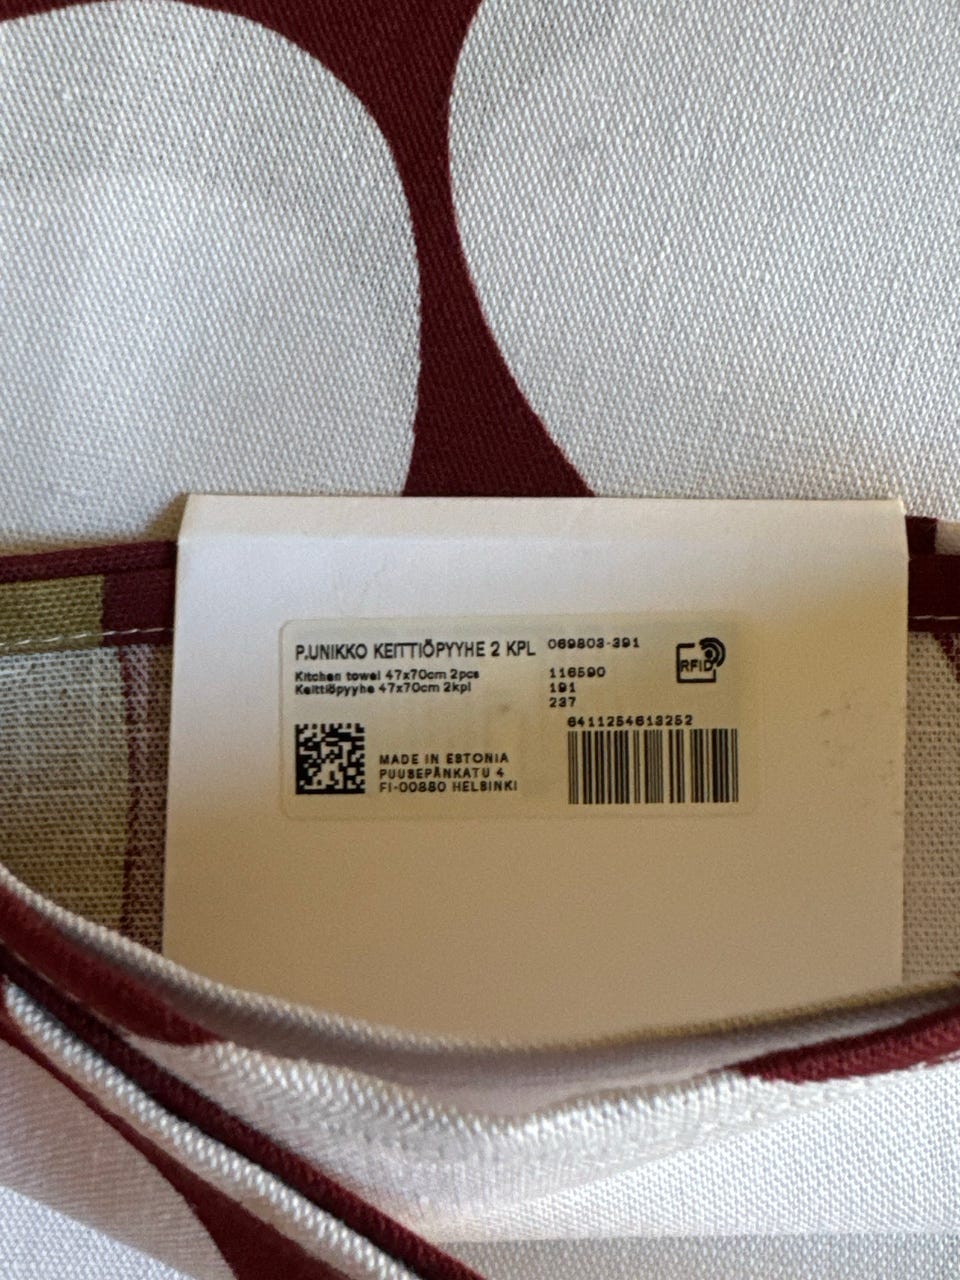 P.UNIKKO KEITTIÖPYYHE 2 KPL 069803-391
Kitchen towel 47x70cm 2pcs
Keittiöpyyhe 47x70cm 2kpl
116590
191
237
RFID
6411254613252
MADE IN ESTONIA
PUUSEPÄNKATU 4
FI-00880 HELSINKI